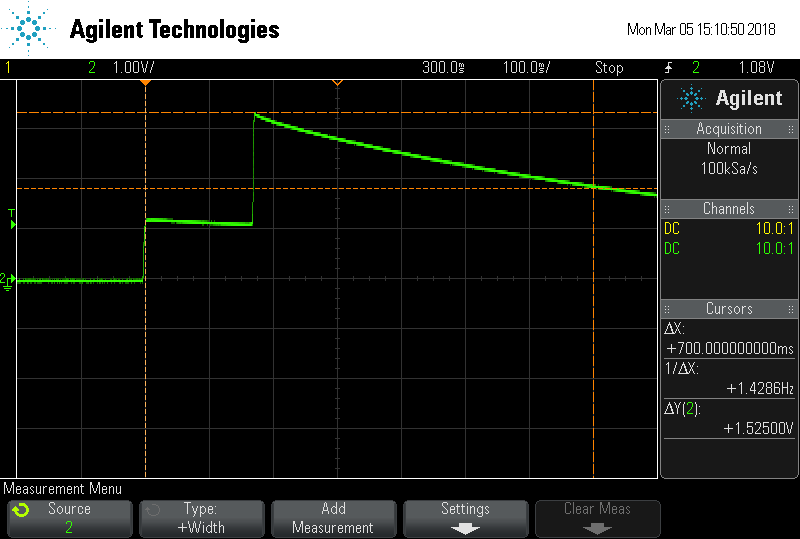 Agilent Technologies
Mon Mar 05 15:10:50 2018
1 2 1.00V/ 300.0ms 100.0ms/ Stop 2 1.08V
Agilent
Acquisition
Normal
100kSa/s
Channels
DC 10.0:1
DC 10.0:1
Cursors
ΔX:
+700.000000000ms
1/ΔX:
+1.4286Hz
ΔY(2):
+1.52500V
T
2
Measurement Menu
Source
2
Type:
+Width
Add
Measurement
Settings
Clear Meas